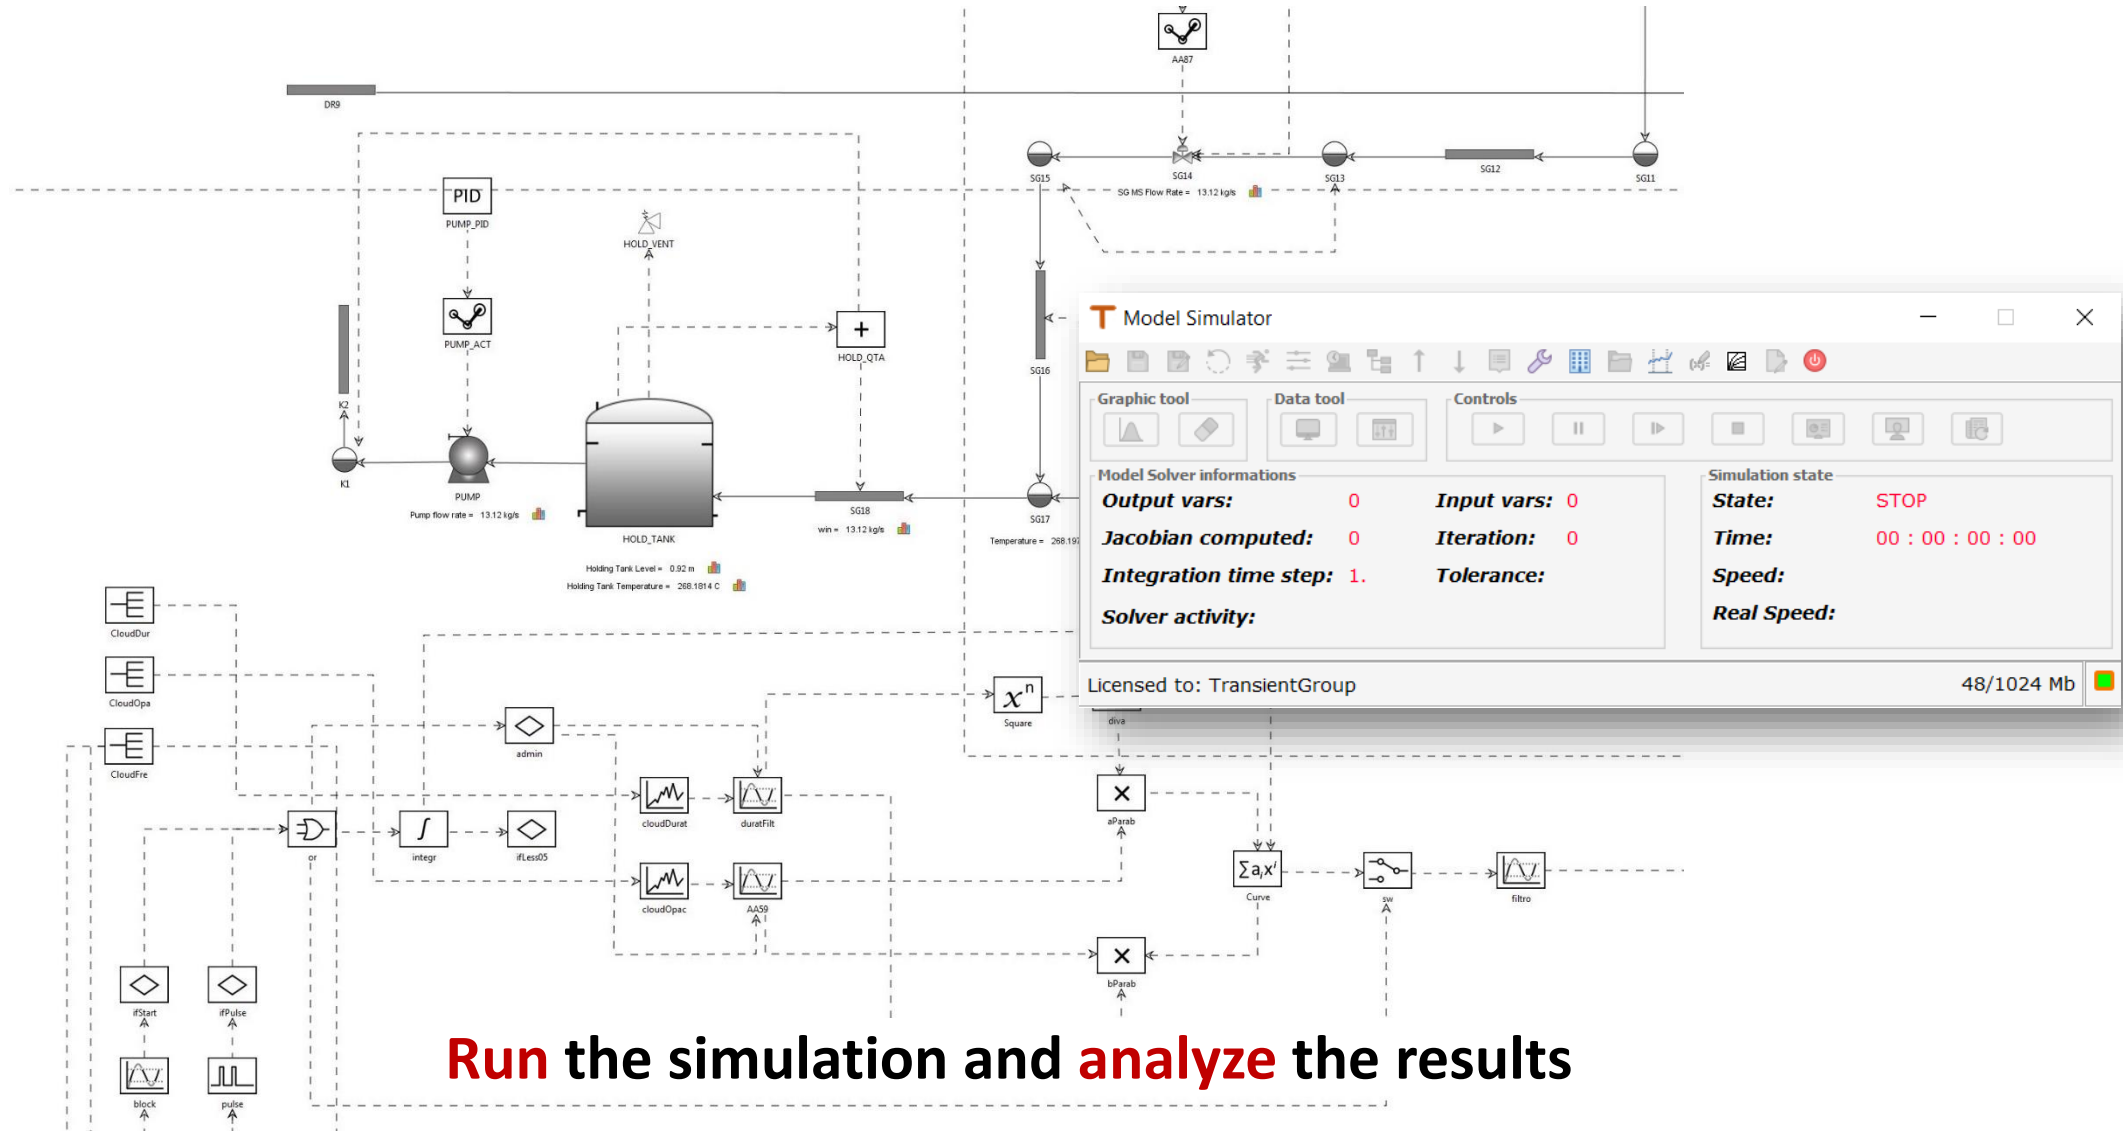 AA87
DR9
SG15
SG14
SG13
SG12
SG11
SG MS Flow Rate = 13.12 kg/s
PID
PUMP_PID
HOLD_VENT
PUMP_ACT
+
HOLD_QTA
K2
SG16
K1
PUMP
Pump flow rate = 13.12 kg/s
HOLD_TANK
SG18
win = 13.12 kg/s
SG17
Temperature = 268.197
Holding Tank Level = 0.92 m
Holding Tank Temperature = 268.1814 C
Model Simulator
Graphic tool
Data tool
Controls
Model Solver informations
Output vars: 0
Input vars: 0
Jacobian computed: 0
Iteration: 0
Integration time step: 1.
Tolerance:
Solver activity:
Simulation state
State: STOP
Time: 00 : 00 : 00 : 00
Speed:
Real Speed:
Licensed to: TransientGroup
48/1024 Mb
CloudDur
CloudOpa
CloudFre
admin
xⁿ
Square
diva
cloudDurat
duratFilt
×
aParab
or
∫
integr
ifLess05
cloudOpac
AA59
∑aᵢxⁱ
Curve
sw
filtro
×
bParab
ifStart
ifPulse
block
pulse
Run the simulation and analyze the results